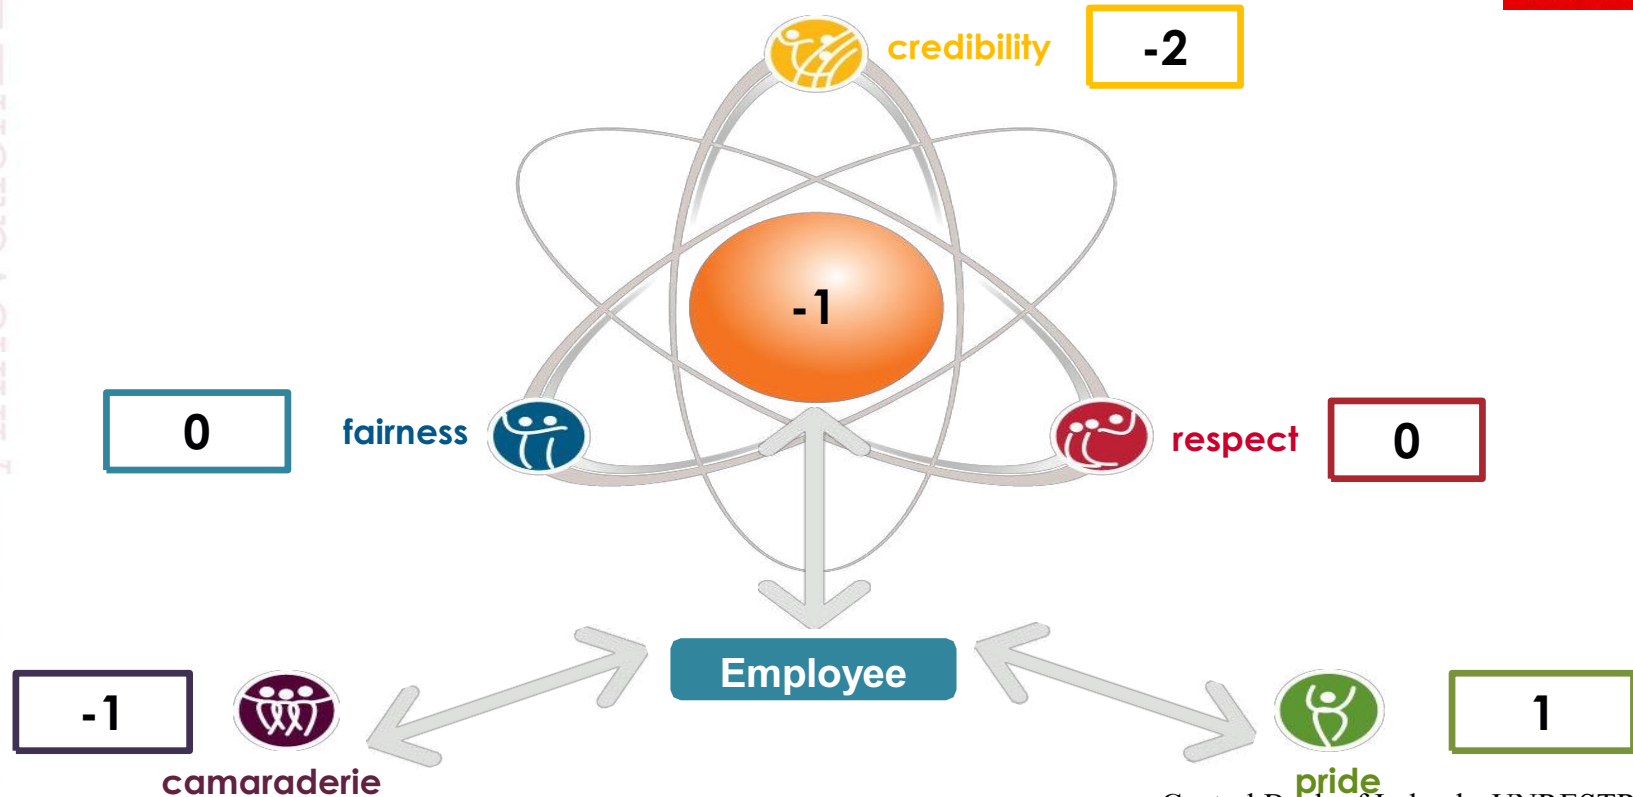 credibility
-2
-1
0
fairness
respect
0
Employee
-1
1
camaraderie
pride